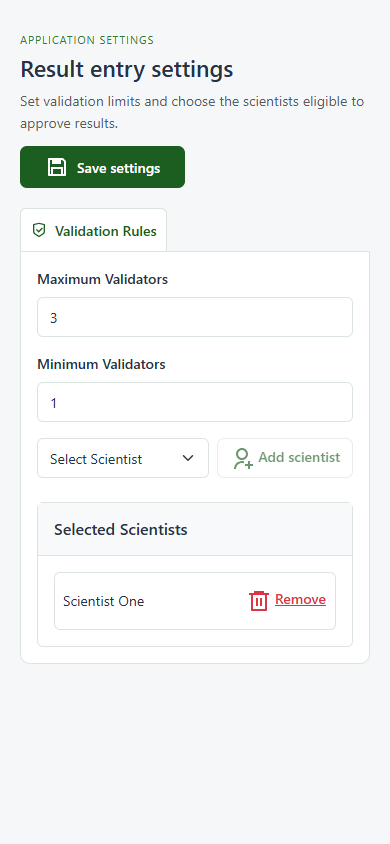 APPLICATION SETTINGS
Result entry settings
Set validation limits and choose the scientists eligible to
approve results.
Save settings
Validation Rules
Maximum Validators
3
Minimum Validators
1
Select Scientist
Add scientist
Selected Scientists
Scientist One
Remove